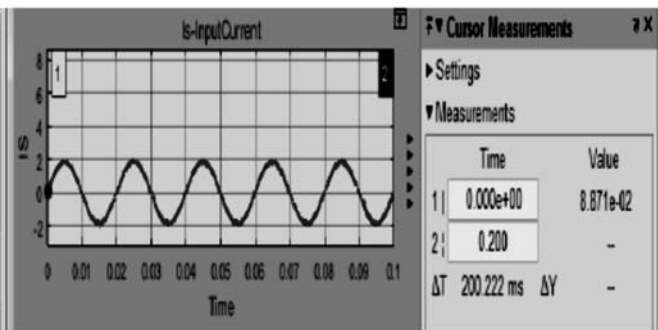 Is-InputCurrent
8
6
4
2
0
-2
IS
1
2
0 0.01 0.02 0.03 0.04 0.05 0.06 0.07 0.08 0.09 0.1
Time
Cursor Measurements
Settings
Measurements
Time Value
1 0.000e+00 8.871e-02
2 0.200 --
ΔT 200.222 ms ΔY --